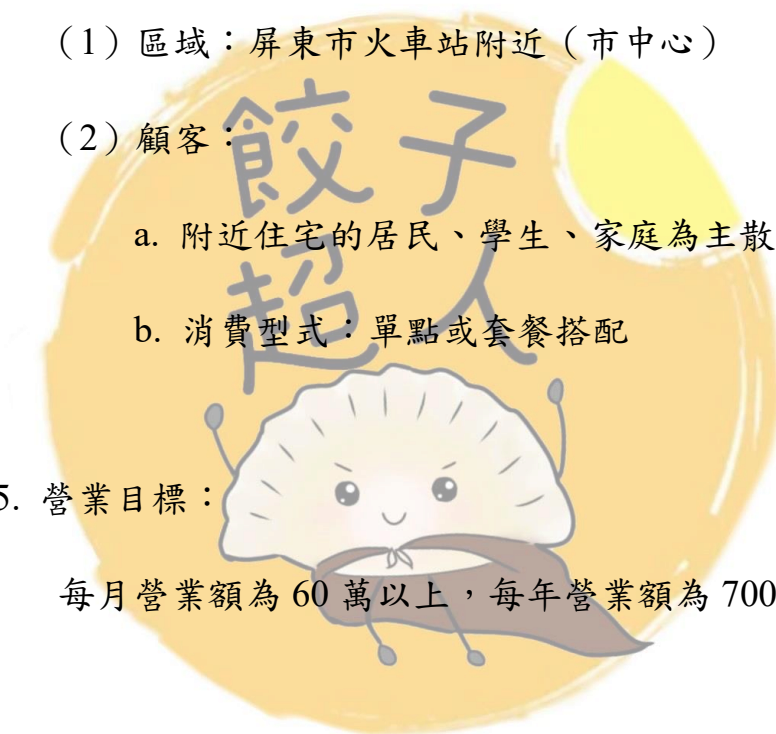 （1）區域：屏東市火車站附近（市中心）
（2）顧客：
餃子
a. 附近住宅的居民、學生、家庭為主散
超人
b. 消費型式：單點或套餐搭配
5. 營業目標：
每月營業額為 60 萬以上，每年營業額為 700